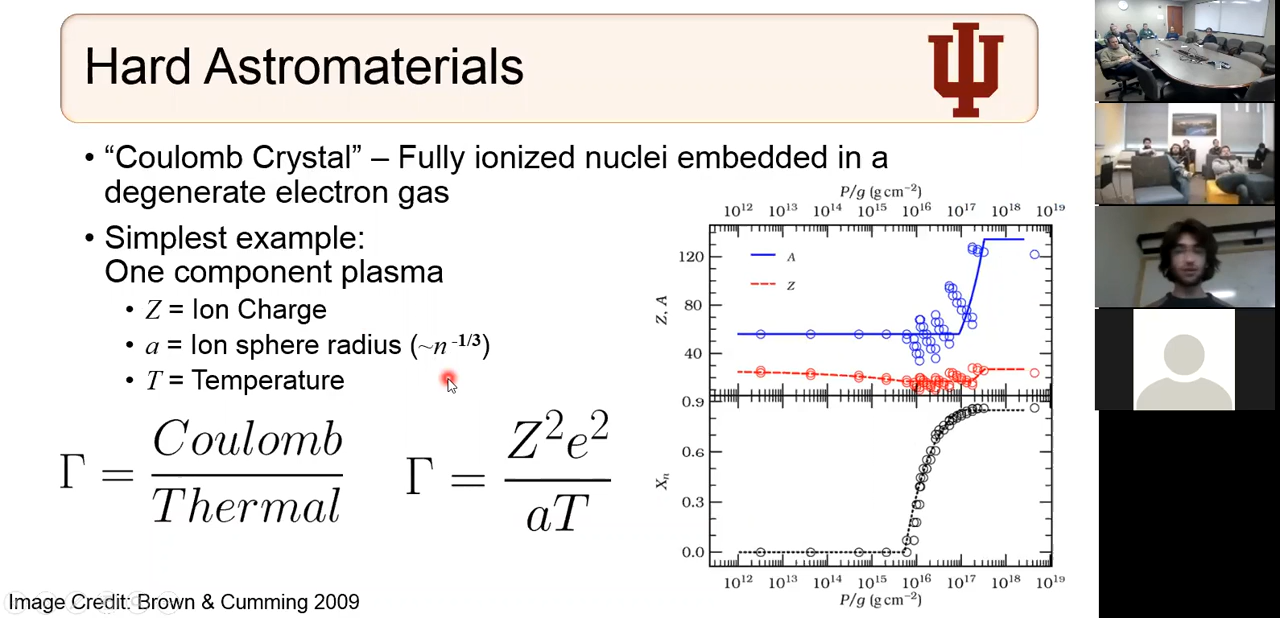 Hard Astromaterials
• “Coulomb Crystal” – Fully ionized nuclei embedded in a
degenerate electron gas
• Simplest example:
One component plasma
• Z = Ion Charge
• a = Ion sphere radius (~n⁻¹/³)
• T = Temperature
Γ = Coulomb / Thermal
Γ = Z²e² / aT
P/g (g cm⁻²)
10¹² 10¹³ 10¹⁴ 10¹⁵ 10¹⁶ 10¹⁷ 10¹⁸ 10¹⁹
A
Z
Z, A
120
80
40
Xₙ
0.9
0.6
0.3
0.0
10¹² 10¹³ 10¹⁴ 10¹⁵ 10¹⁶ 10¹⁷ 10¹⁸ 10¹⁹
P/g (g cm⁻²)
Image Credit: Brown & Cumming 2009